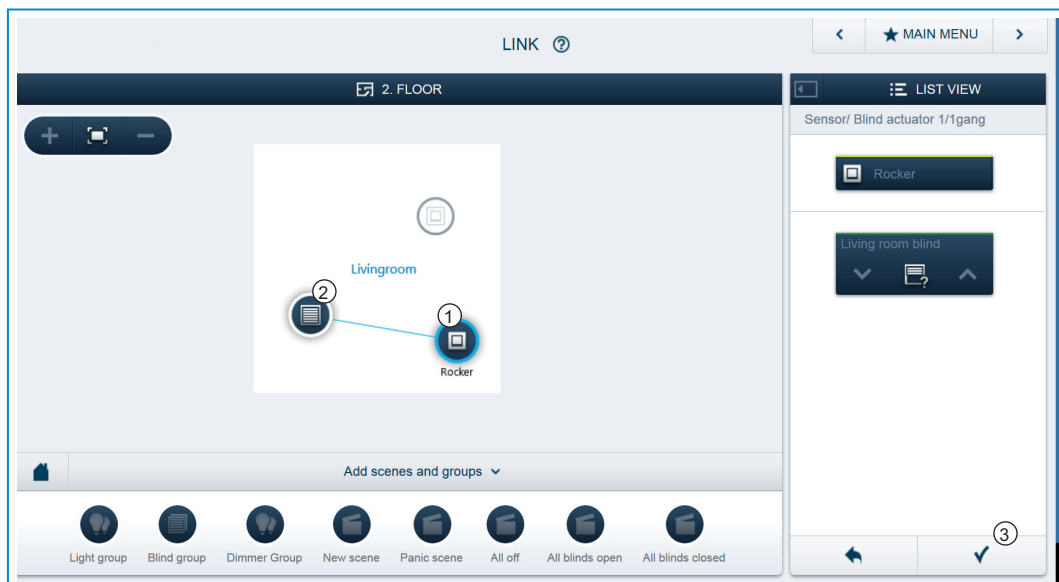 LINK ?
MAIN MENU
2. FLOOR
LIST VIEW
Sensor/ Blind actuator 1/1gang
Rocker
Living room blind
?
Livingroom
2
1
Rocker
Add scenes and groups
Light group
Blind group
Dimmer Group
New scene
Panic scene
All off
All blinds open
All blinds closed
3